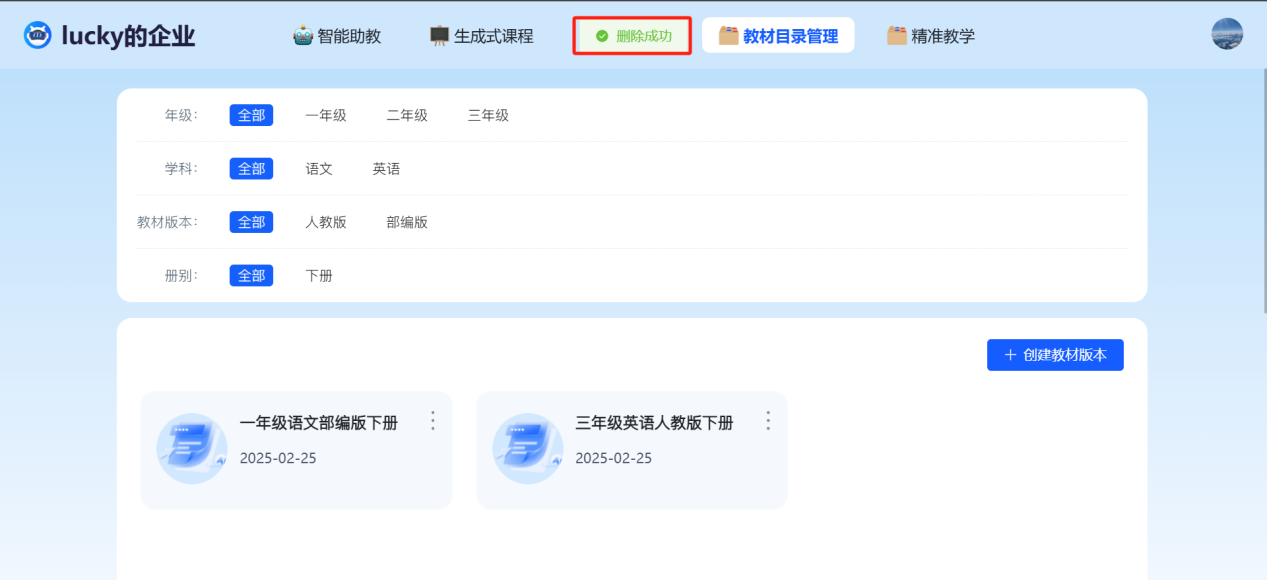 lucky的企业 智能助教 生成式课程 删除成功 教材目录管理 精准教学
年级: 全部 一年级 二年级 三年级
学科: 全部 语文 英语
教材版本: 全部 人教版 部编版
册别: 全部 下册
+ 创建教材版本
一年级语文部编版下册
2025-02-25
三年级英语人教版下册
2025-02-25